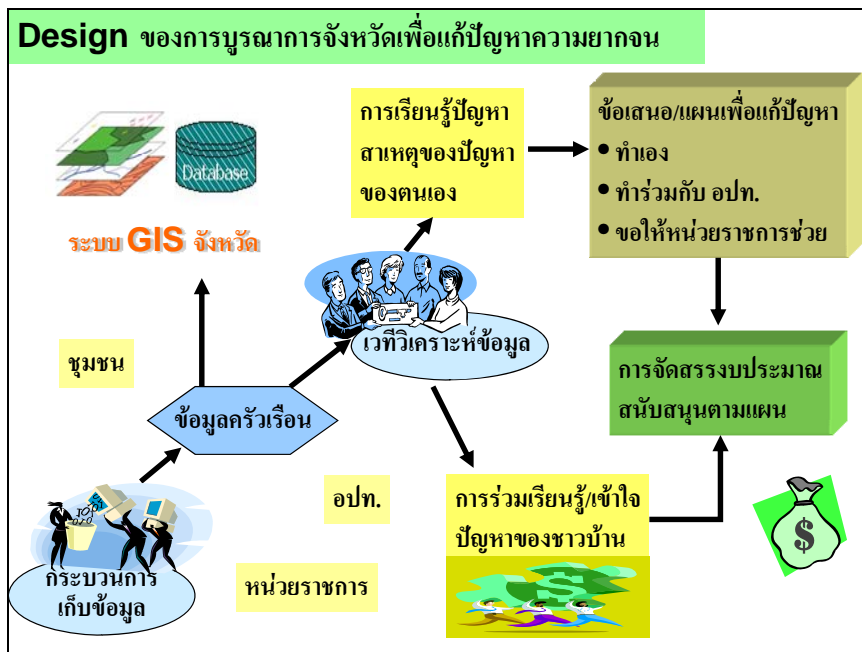 Design ของการบูรณาการจังหวัดเพื่อแก้ปัญหาความยากจน
Database
ระบบ GIS จังหวัด
การเรียนรู้ปัญหา
สาเหตุของปัญหา
ของตนเอง
ข้อเสนอ/แผนเพื่อแก้ปัญหา
• ทำเอง
• ทำร่วมกับ อปท.
• ขอให้หน่วยราชการช่วย
เวทีวิเคราะห์ข้อมูล
ชุมชน
การจัดสรรงบประมาณ
สนับสนุนตามแผน
ข้อมูลครัวเรือน
อปท.
การร่วมเรียนรู้/เข้าใจ
ปัญหาของชาวบ้าน
$
กระบวนการ
เก็บข้อมูล
หน่วยราชการ
$